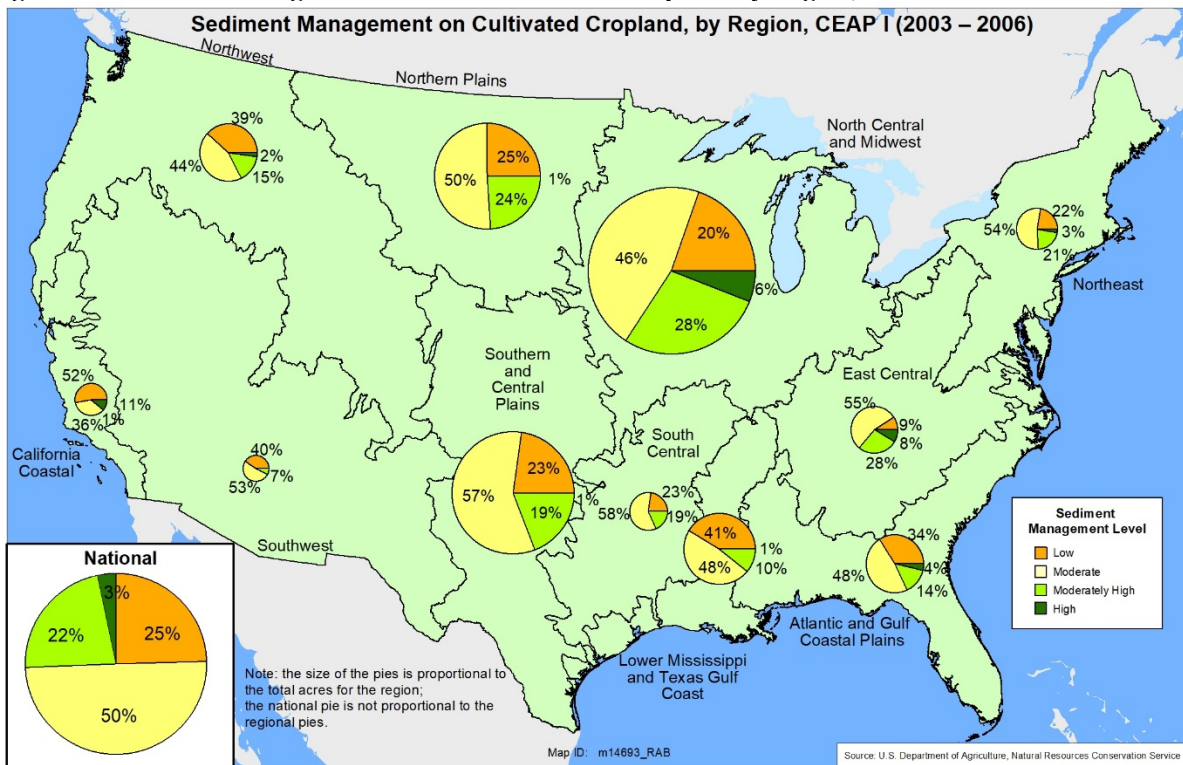 Sediment Management on Cultivated Cropland, by Region, CEAP I (2003 – 2006)
Northwest
Northern Plains
North Central
and Midwest
39%
2%
44%
15%
25%
1%
50%
24%
20%
46%
6%
28%
22%
54%
3%
21%
Northeast
Southern
and
Central
Plains
East Central
52%
11%
1%
36%
California
Coastal
40%
7%
53%
Southwest
23%
57%
1%
19%
South
Central
23%
58%
19%
55%
9%
8%
28%
41%
1%
48%
10%
Lower Mississippi
and Texas Gulf
Coast
34%
4%
48%
14%
Atlantic and Gulf
Coastal Plains
Sediment
Management Level
Low
Moderate
Moderately High
High
National
3%
22%
25%
50%
Note: the size of the pies is proportional to
the total acres for the region;
the national pie is not proportional to the
regional pies.
Map ID: m14693_RAB
Source: U.S. Department of Agriculture, Natural Resources Conservation Service